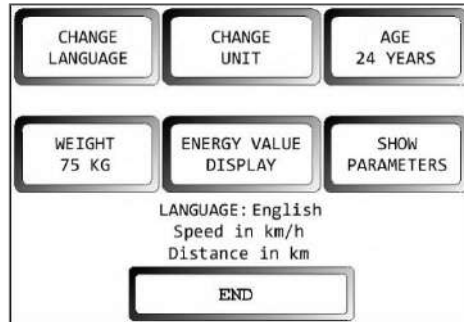 CHANGE
LANGUAGE
CHANGE
UNIT
AGE
24 YEARS
WEIGHT
75 KG
ENERGY VALUE
DISPLAY
SHOW
PARAMETERS
LANGUAGE: English
Speed in km/h
Distance in km
END